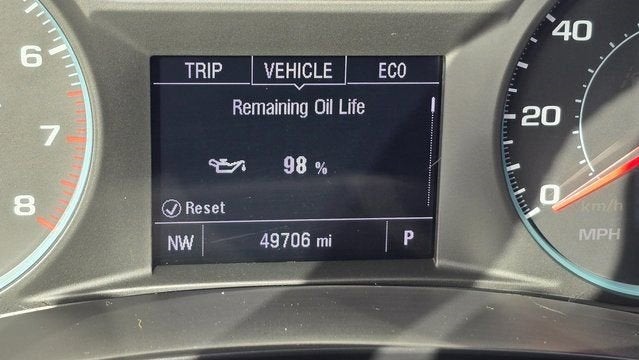 6
7
8
TRIP VEHICLE ECO
Remaining Oil Life
98 %
Reset
NW 49706 mi P
40
20
0
km/h
MPH